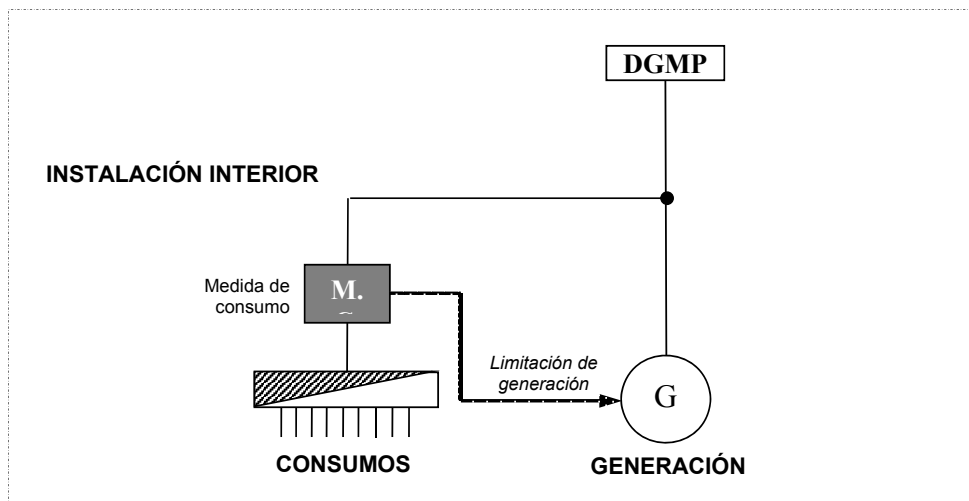 DGMP
INSTALACIÓN INTERIOR
Medida de
consumo
M.
~
Limitación de
generación
G
CONSUMOS
GENERACIÓN